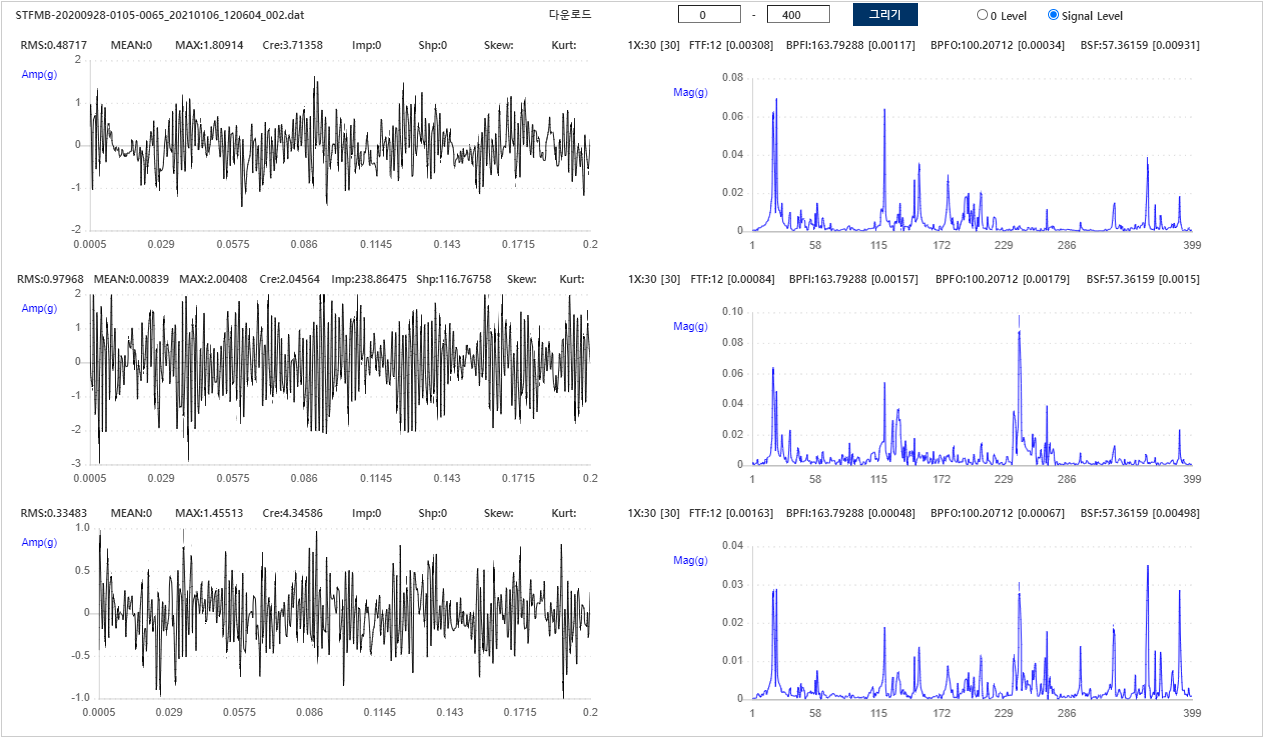 STFMB-20200928-0105-0065_20210106_120604_002.dat 다운로드 0 - 400 그리기 0 Level Signal Level
RMS:0.48717 MEAN:0 MAX:1.80914 Cre:3.71358 Imp:0 Shp:0 Skew: Kurt:
Amp(g)
2
1
0
-1
-2
0.0005 0.029 0.0575 0.086 0.1145 0.143 0.1715 0.2
1X:30 [30] FTF:12 [0.00308] BPFI:163.79288 [0.00117] BPFO:100.20712 [0.00034] BSF:57.36159 [0.00931]
Mag(g)
0.08
0.06
0.04
0.02
0
1 58 115 172 229 286 399
RMS:0.97968 MEAN:0.00839 MAX:2.00408 Cre:2.04564 Imp:238.86475 Shp:116.76758 Skew: Kurt:
Amp(g)
2
1
0
-1
-2
-3
0.0005 0.029 0.0575 0.086 0.1145 0.143 0.1715 0.2
1X:30 [30] FTF:12 [0.00084] BPFI:163.79288 [0.00157] BPFO:100.20712 [0.00179] BSF:57.36159 [0.0015]
Mag(g)
0.10
0.08
0.06
0.04
0.02
0
1 58 115 172 229 286 399
RMS:0.33483 MEAN:0 MAX:1.45513 Cre:4.34586 Imp:0 Shp:0 Skew: Kurt:
Amp(g)
1.0
0.5
0
-0.5
-1.0
0.0005 0.029 0.0575 0.086 0.1145 0.143 0.1715 0.2
1X:30 [30] FTF:12 [0.00163] BPFI:163.79288 [0.00048] BPFO:100.20712 [0.00067] BSF:57.36159 [0.00498]
Mag(g)
0.04
0.03
0.02
0.01
0
1 58 115 172 229 286 399